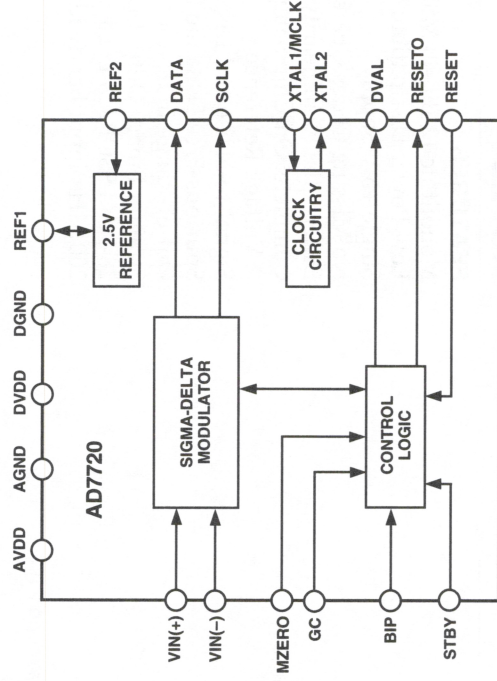 AVDD
AGND
DVDD
DGND
REF1
AD7720
2.5V
REFERENCE
REF2
VIN(+)
VIN(–)
SIGMA-DELTA
MODULATOR
DATA
SCLK
MZERO
GC
CLOCK
CIRCUITRY
XTAL1/MCLK
XTAL2
BIP
STBY
CONTROL
LOGIC
DVAL
RESETO
RESET